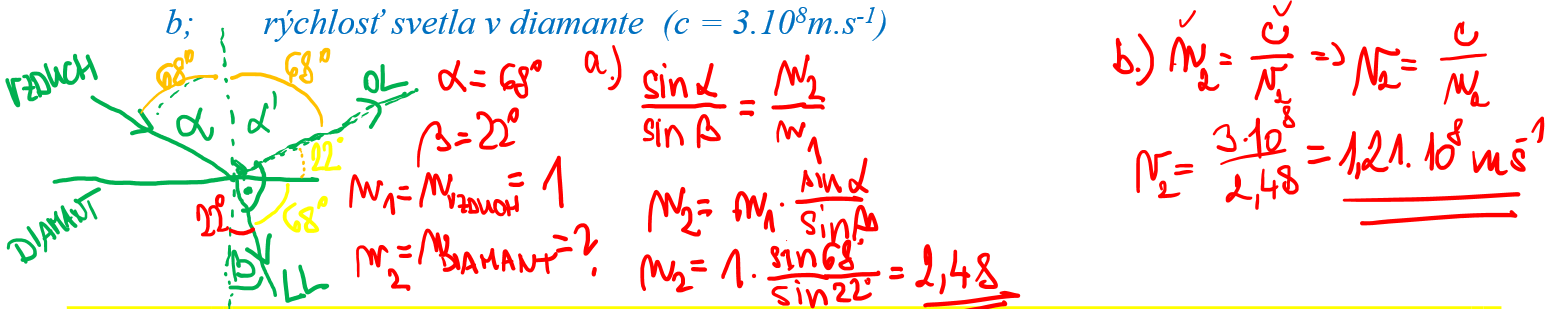 b; rýchlosť svetla v diamante (c = 3.10⁸m.s⁻¹)
VZDUCH
68° 68°
α α'
OL
22°
68°
22°
DIAMANT
β
LL
α = 68°
β = 22°
n₁ = n_VZDUCH = 1
n₂ = n_DIAMANT = ?
a.) sin α / sin β = n₂ / n₁
n₂ = n₁ · sin α / sin β
n₂ = 1 · sin 68° / sin 22° = 2,48
b.) n₂ = c / v₂ => v₂ = c / n₂
v₂ = 3·10⁸ / 2,48 = 1,21. 10⁸ ms⁻¹